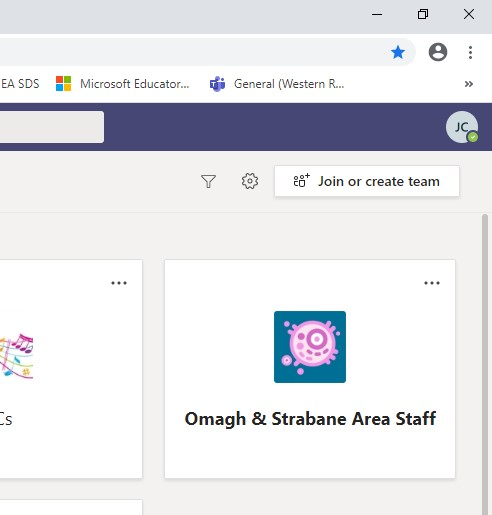 EA SDS Microsoft Educator... General (Western R... »
JC
Join or create team
Cs
Omagh & Strabane Area Staff